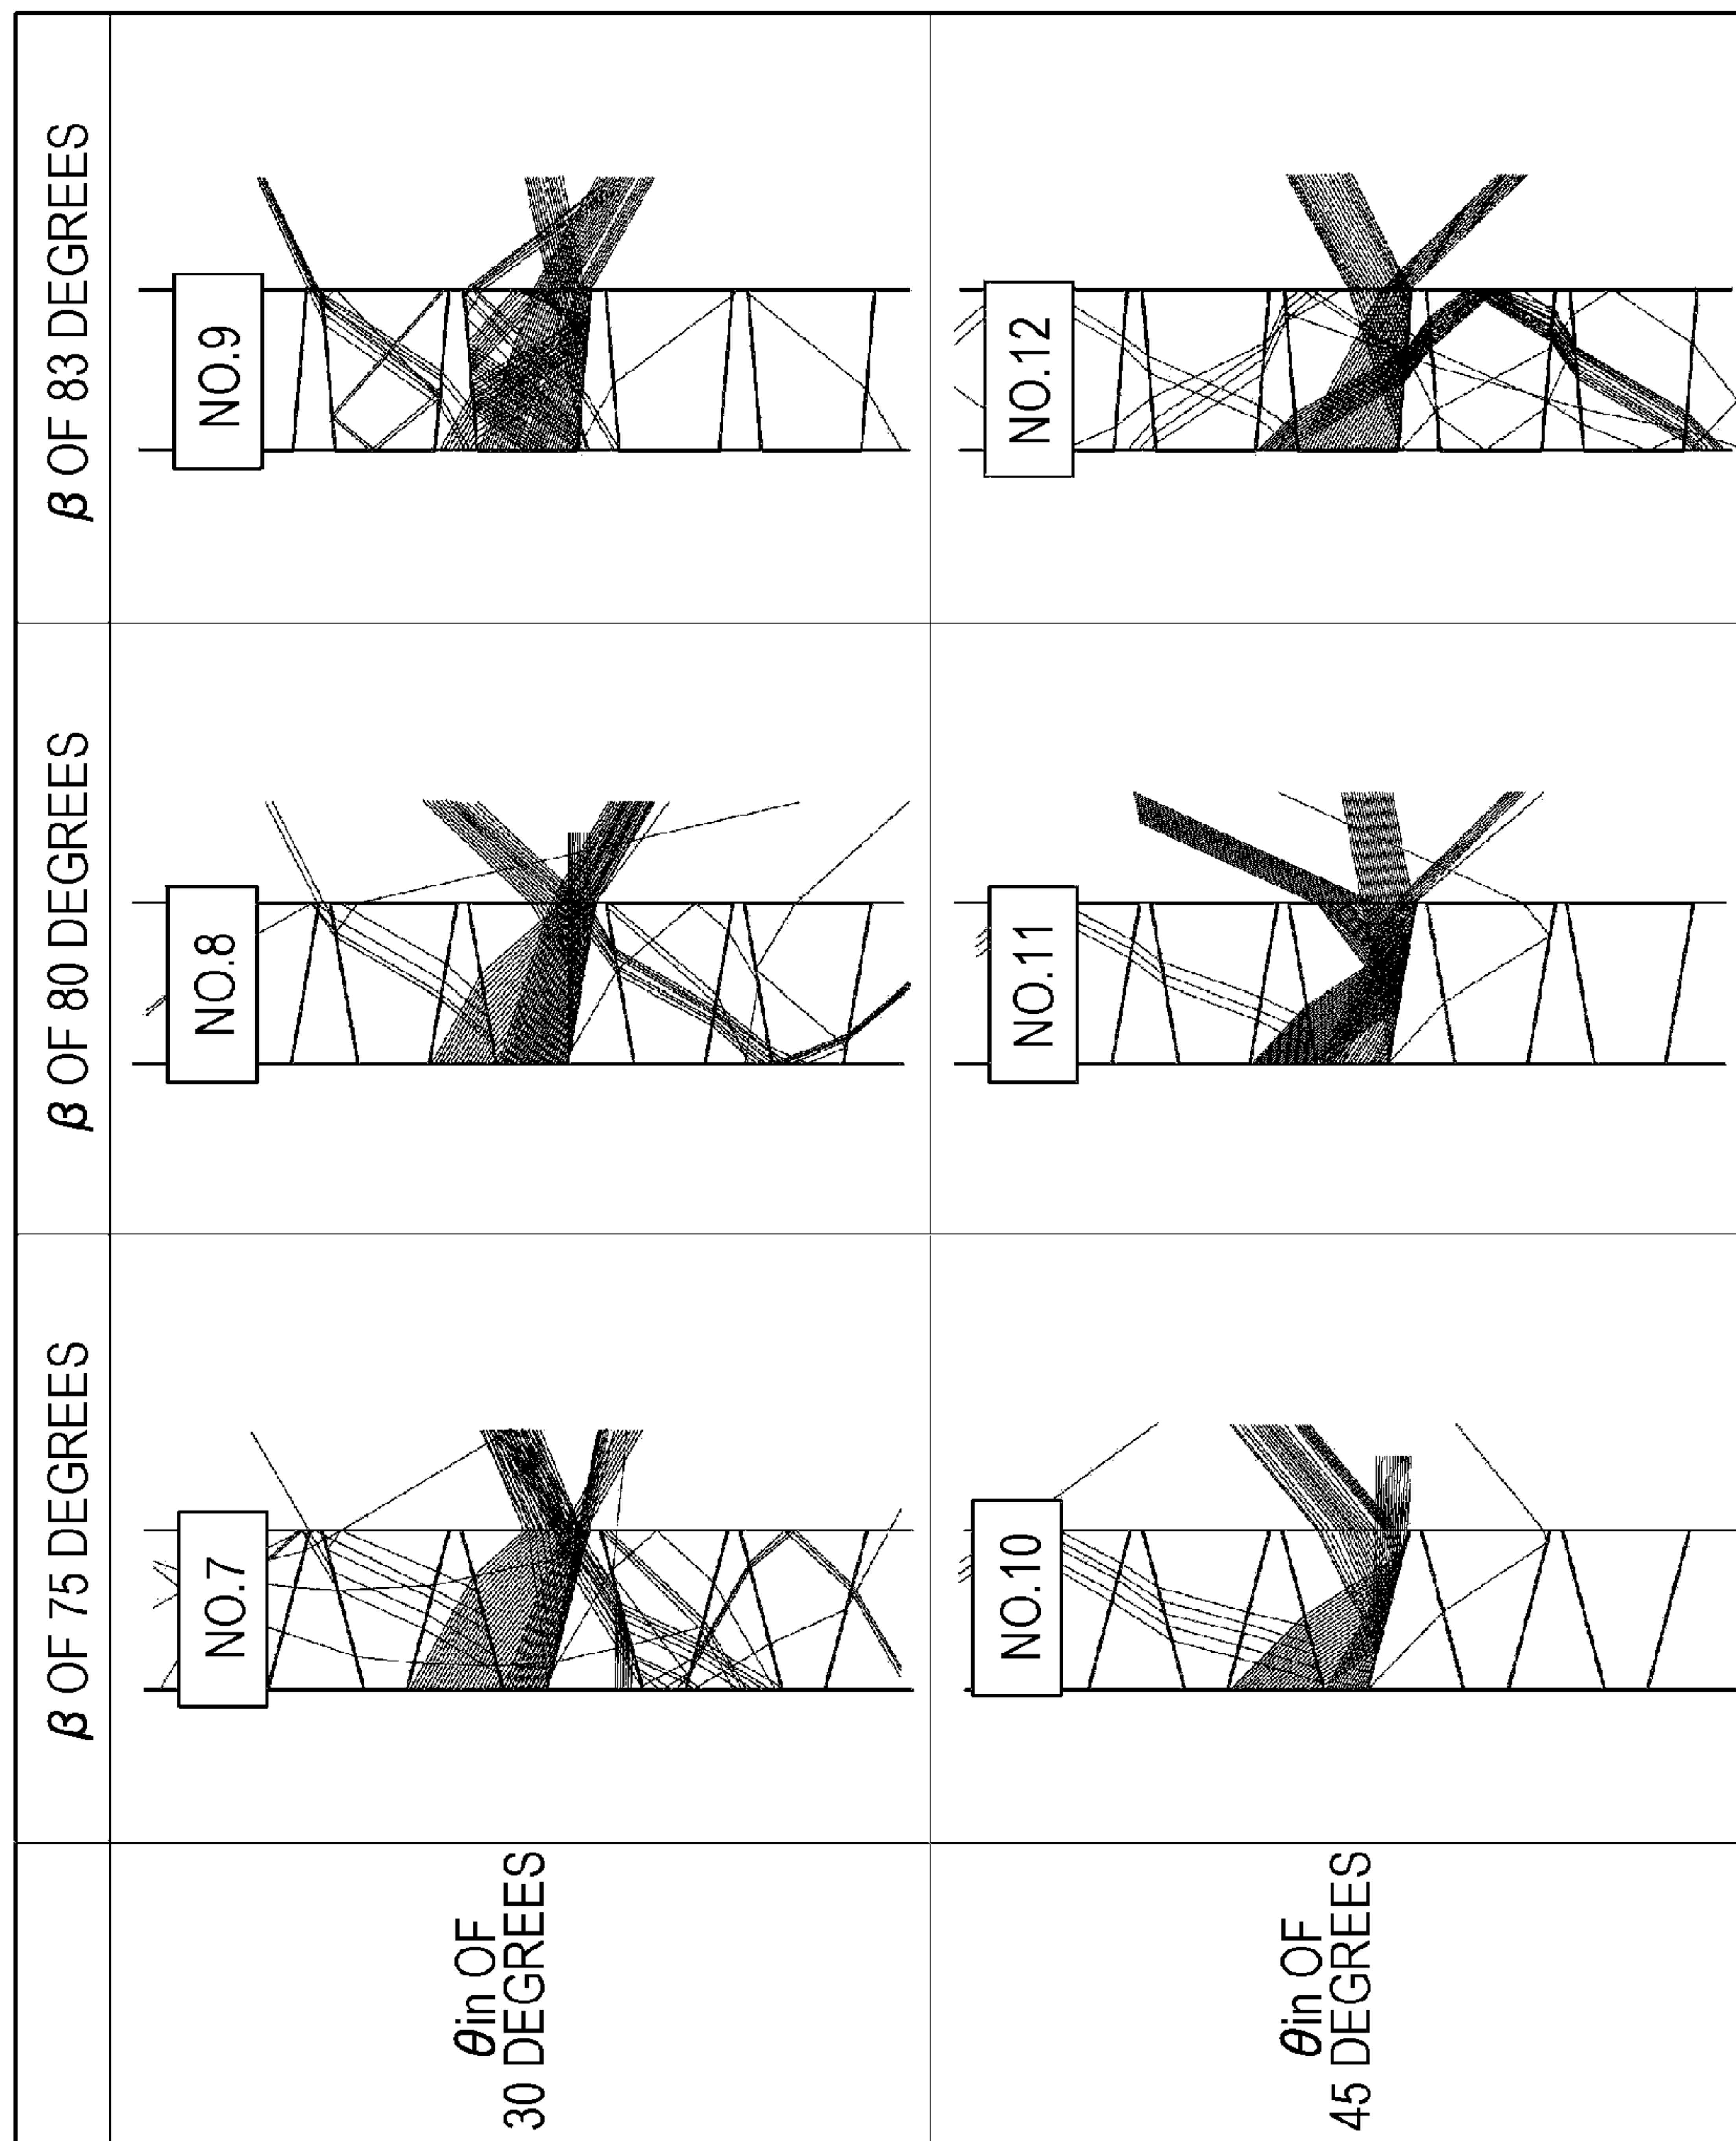 β OF 75 DEGREES
β OF 80 DEGREES
β OF 83 DEGREES
θin OF
30 DEGREES
NO.7
NO.8
NO.9
θin OF
45 DEGREES
NO.10
NO.11
NO.12